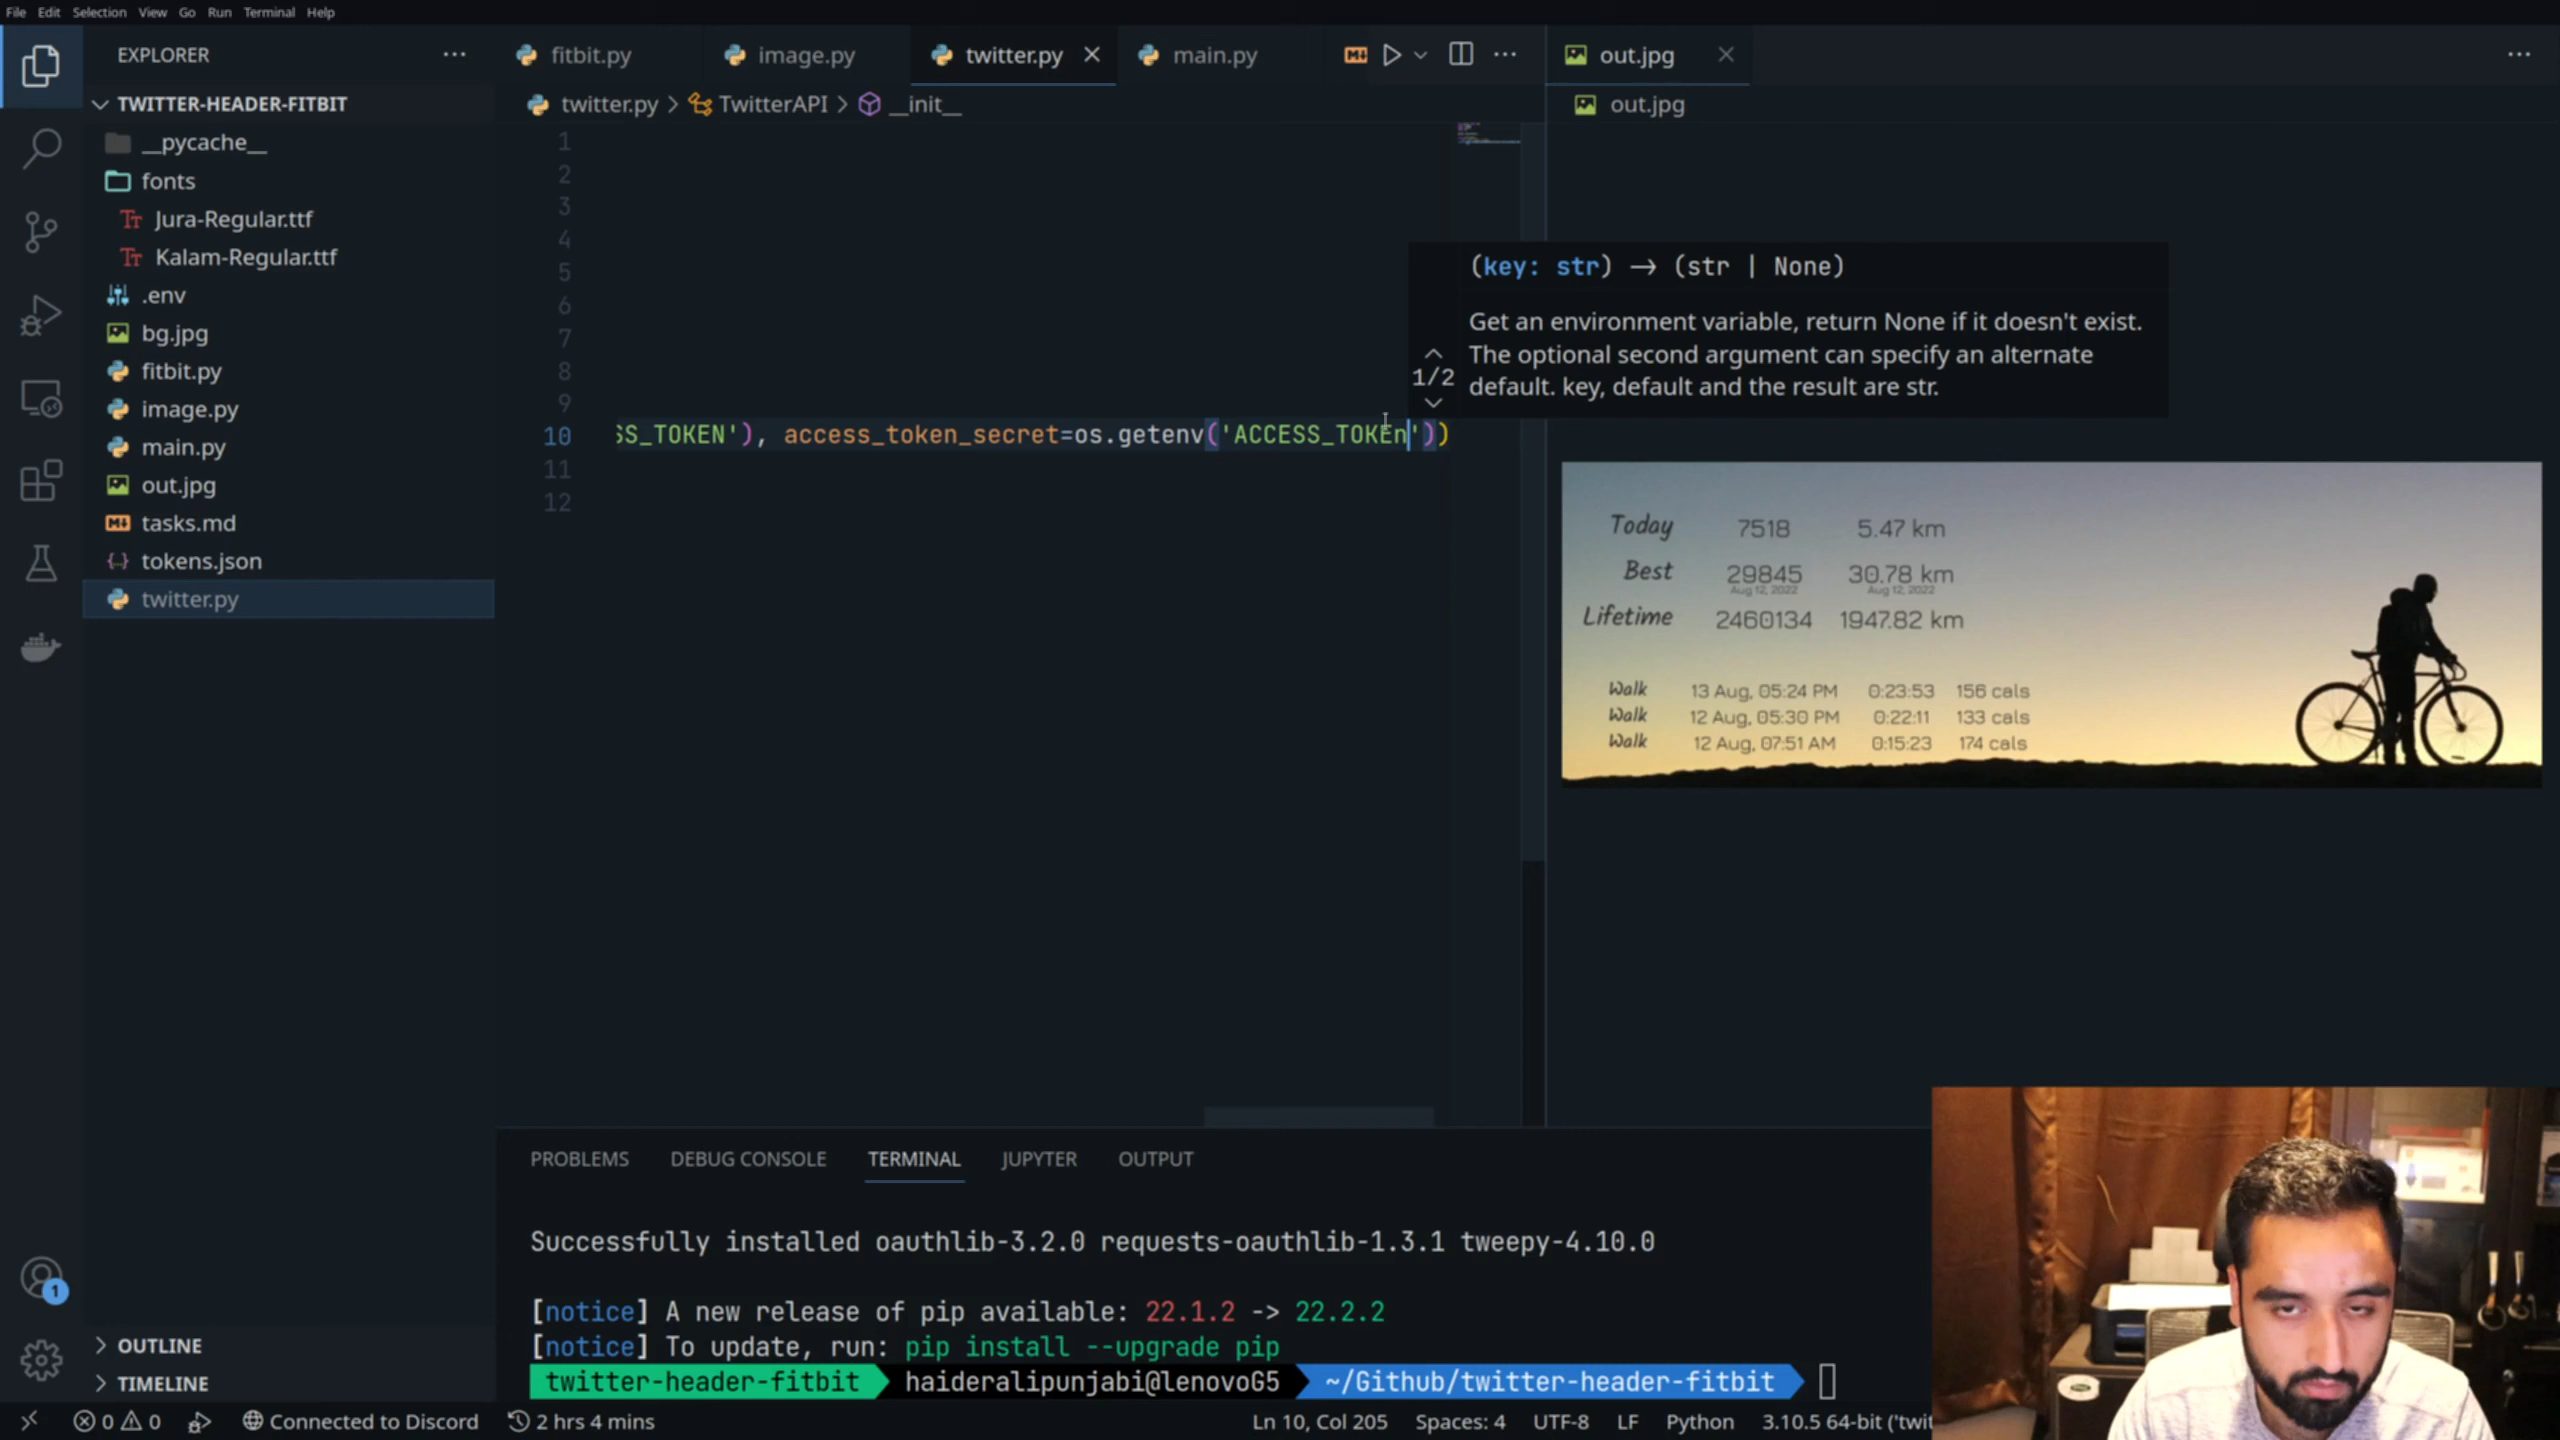 File Edit Selection View Go Run Terminal Help
EXPLORER
TWITTER-HEADER-FITBIT
__pycache__
fonts
Jura-Regular.ttf
Kalam-Regular.ttf
.env
bg.jpg
fitbit.py
image.py
main.py
out.jpg
tasks.md
tokens.json
twitter.py
OUTLINE
TIMELINE
1
fitbit.py image.py twitter.py main.py
twitter.py > TwitterAPI > __init__
1
2
3
4
5
6
7
8
9
10 SS_TOKEN'), access_token_secret=os.getenv('ACCESS_TOKEn'))
11
12
(key: str) -> (str | None)
Get an environment variable, return None if it doesn't exist.
The optional second argument can specify an alternate
default. key, default and the result are str.
1/2
out.jpg
out.jpg
Today 7518 5.47 km
Best 29845 30.78 km
Aug 12, 2022 Aug 12, 2022
Lifetime 2460134 1947.82 km
Walk 13 Aug, 05:24 PM 0:23:53 156 cals
Walk 12 Aug, 05:30 PM 0:22:11 133 cals
Walk 12 Aug, 07:51 AM 0:15:23 174 cals
PROBLEMS DEBUG CONSOLE TERMINAL JUPYTER OUTPUT
Successfully installed oauthlib-3.2.0 requests-oauthlib-1.3.1 tweepy-4.10.0
[notice] A new release of pip available: 22.1.2 -> 22.2.2
[notice] To update, run: pip install --upgrade pip
twitter-header-fitbit haideralipunjabi@lenovoG5 ~/Github/twitter-header-fitbit
0 0 Connected to Discord 2 hrs 4 mins Ln 10, Col 205 Spaces: 4 UTF-8 LF Python 3.10.5 64-bit ('twit